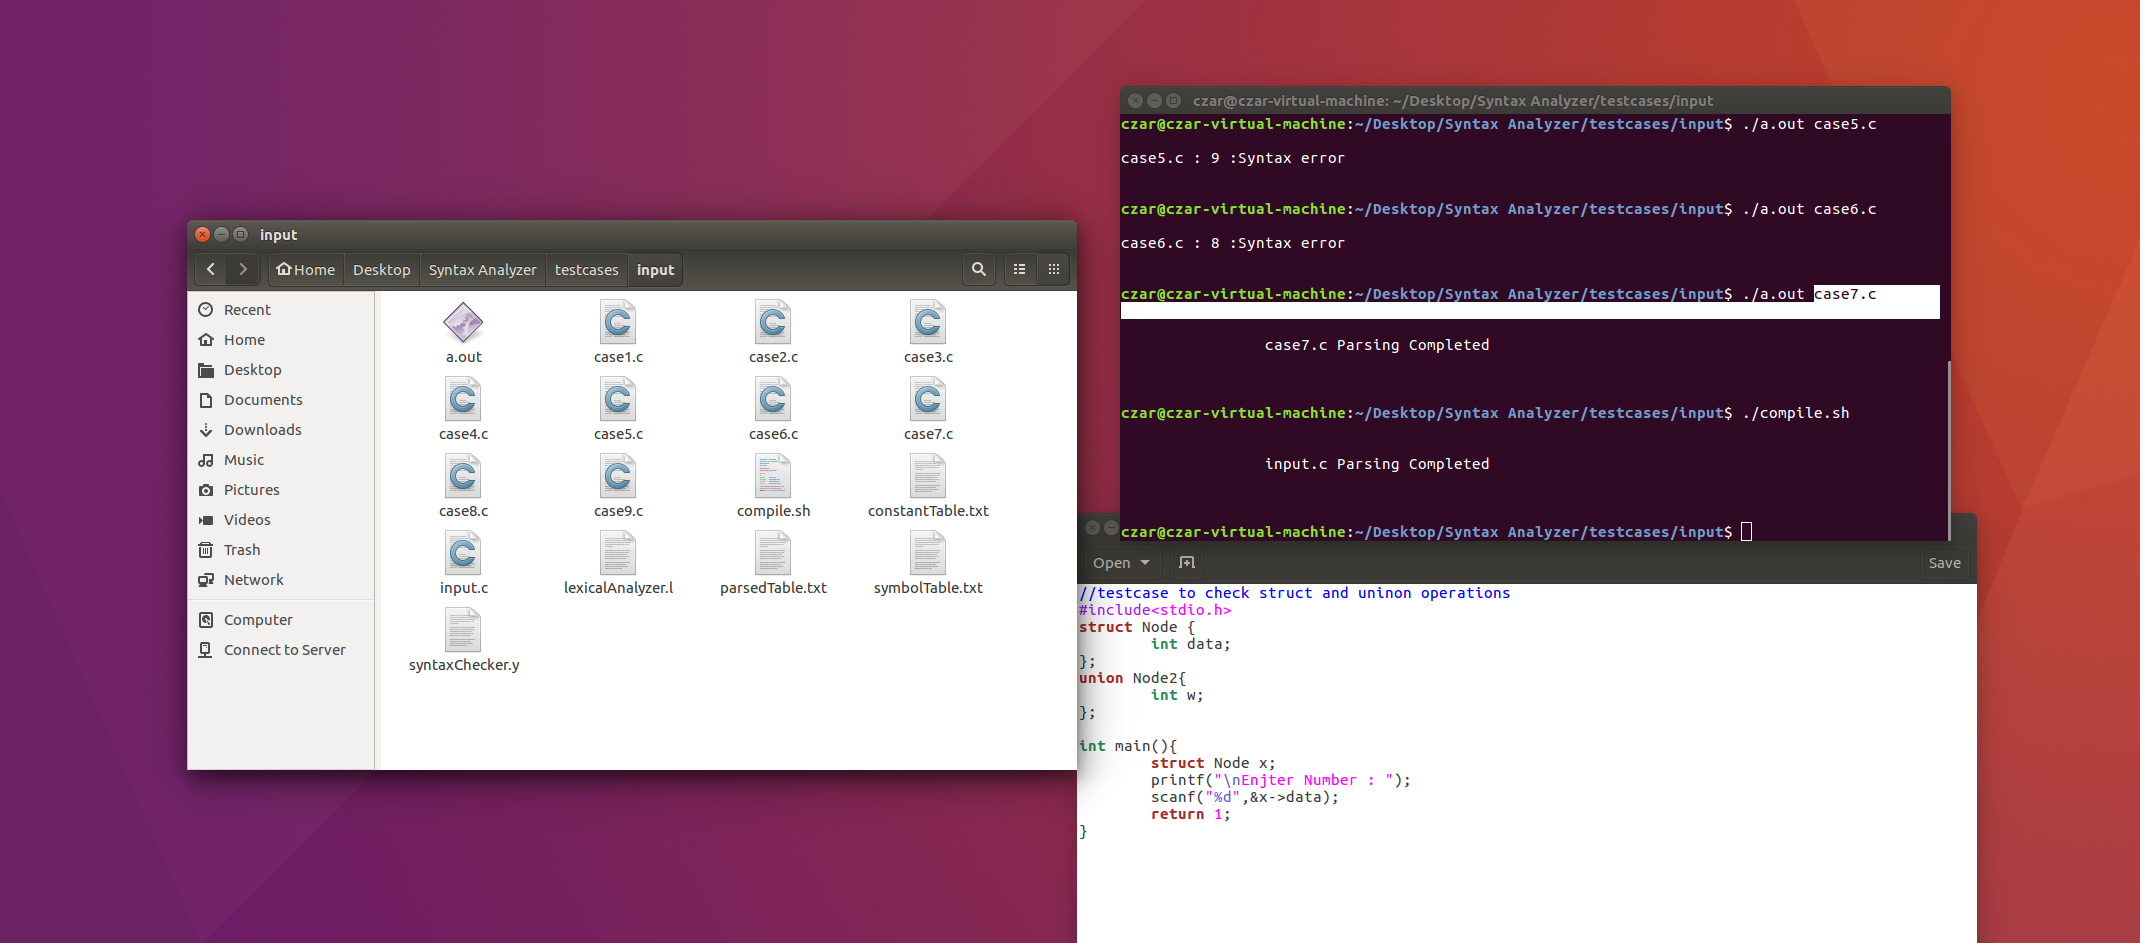 input
Home Desktop Syntax Analyzer testcases input
Recent
Home
Desktop
Documents
Downloads
Music
Pictures
Videos
Trash
Network
Computer
Connect to Server
a.out case1.c case2.c case3.c
case4.c case5.c case6.c case7.c
case8.c case9.c compile.sh constantTable.txt
input.c lexicalAnalyzer.l parsedTable.txt symbolTable.txt
syntaxChecker.y
czar@czar-virtual-machine: ~/Desktop/Syntax Analyzer/testcases/input
czar@czar-virtual-machine:~/Desktop/Syntax Analyzer/testcases/input$ ./a.out case5.c
case5.c : 9 :Syntax error
czar@czar-virtual-machine:~/Desktop/Syntax Analyzer/testcases/input$ ./a.out case6.c
case6.c : 8 :Syntax error
czar@czar-virtual-machine:~/Desktop/Syntax Analyzer/testcases/input$ ./a.out case7.c
case7.c Parsing Completed
czar@czar-virtual-machine:~/Desktop/Syntax Analyzer/testcases/input$ ./compile.sh
input.c Parsing Completed
czar@czar-virtual-machine:~/Desktop/Syntax Analyzer/testcases/input$
Open Save
//testcase to check struct and uninon operations
#include<stdio.h>
struct Node {
int data;
};
union Node2{
int w;
};
int main(){
struct Node x;
printf("\nEnjter Number : ");
scanf("%d",&x->data);
return 1;
}